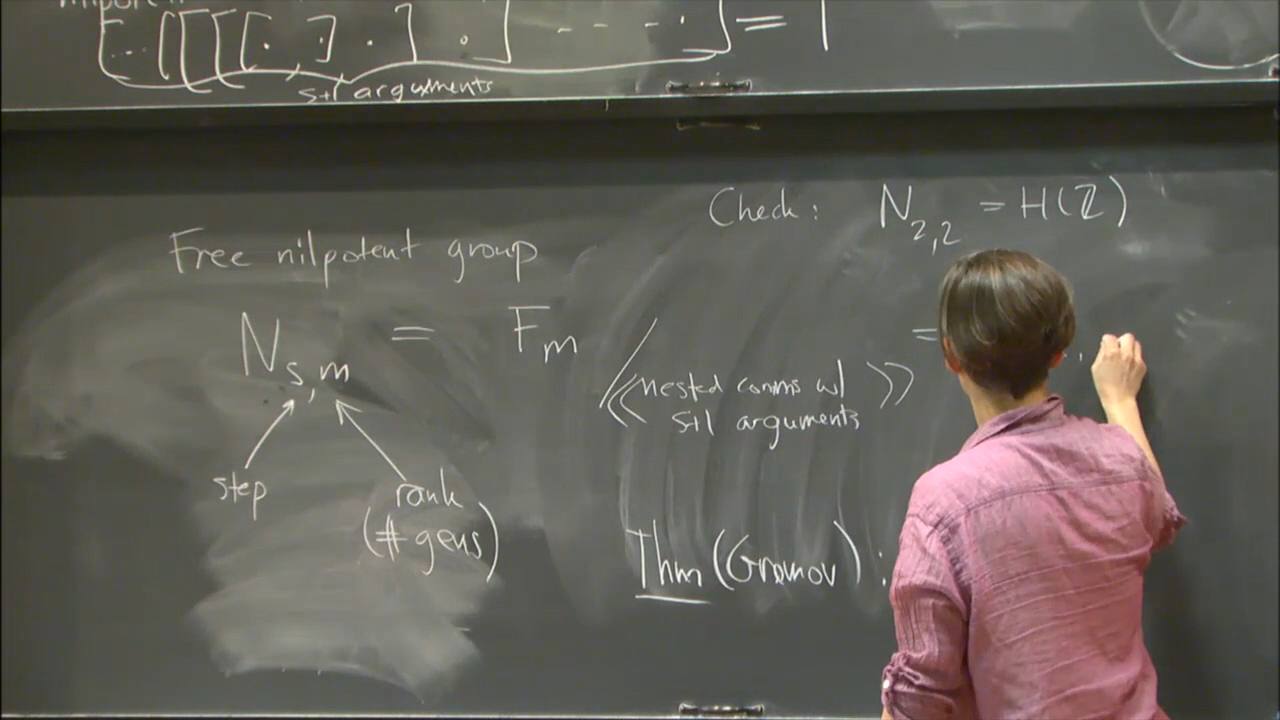 [...[[[[·,·]·]·]---·]=1
s+1 arguments
Check: N2,2 = H(Z)
Free nilpotent group
Ns,m = Fm / << nested comms w/
s+1 arguments >> =
step
rank
(# gens)
Thm (Gromov):